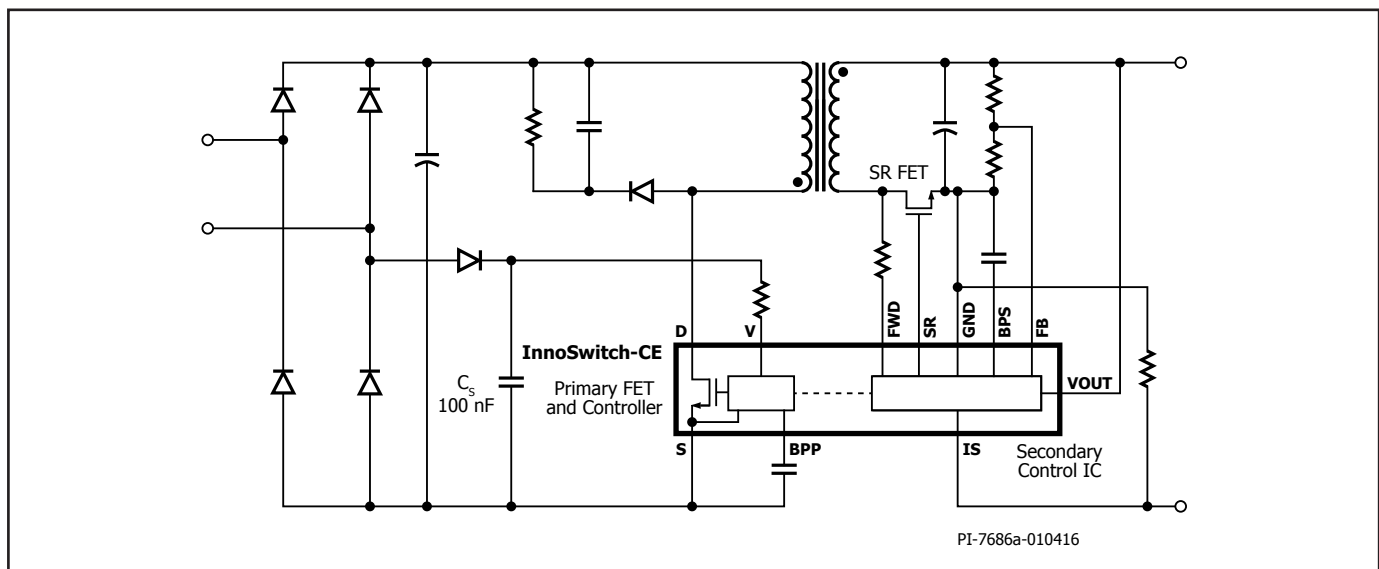 SR FET
D
V
FWD
SR
GND
BPS
FB
InnoSwitch-CE
Primary FET
and Controller
C_S
100 nF
VOUT
S
BPP
IS
Secondary
Control IC
PI-7686a-010416